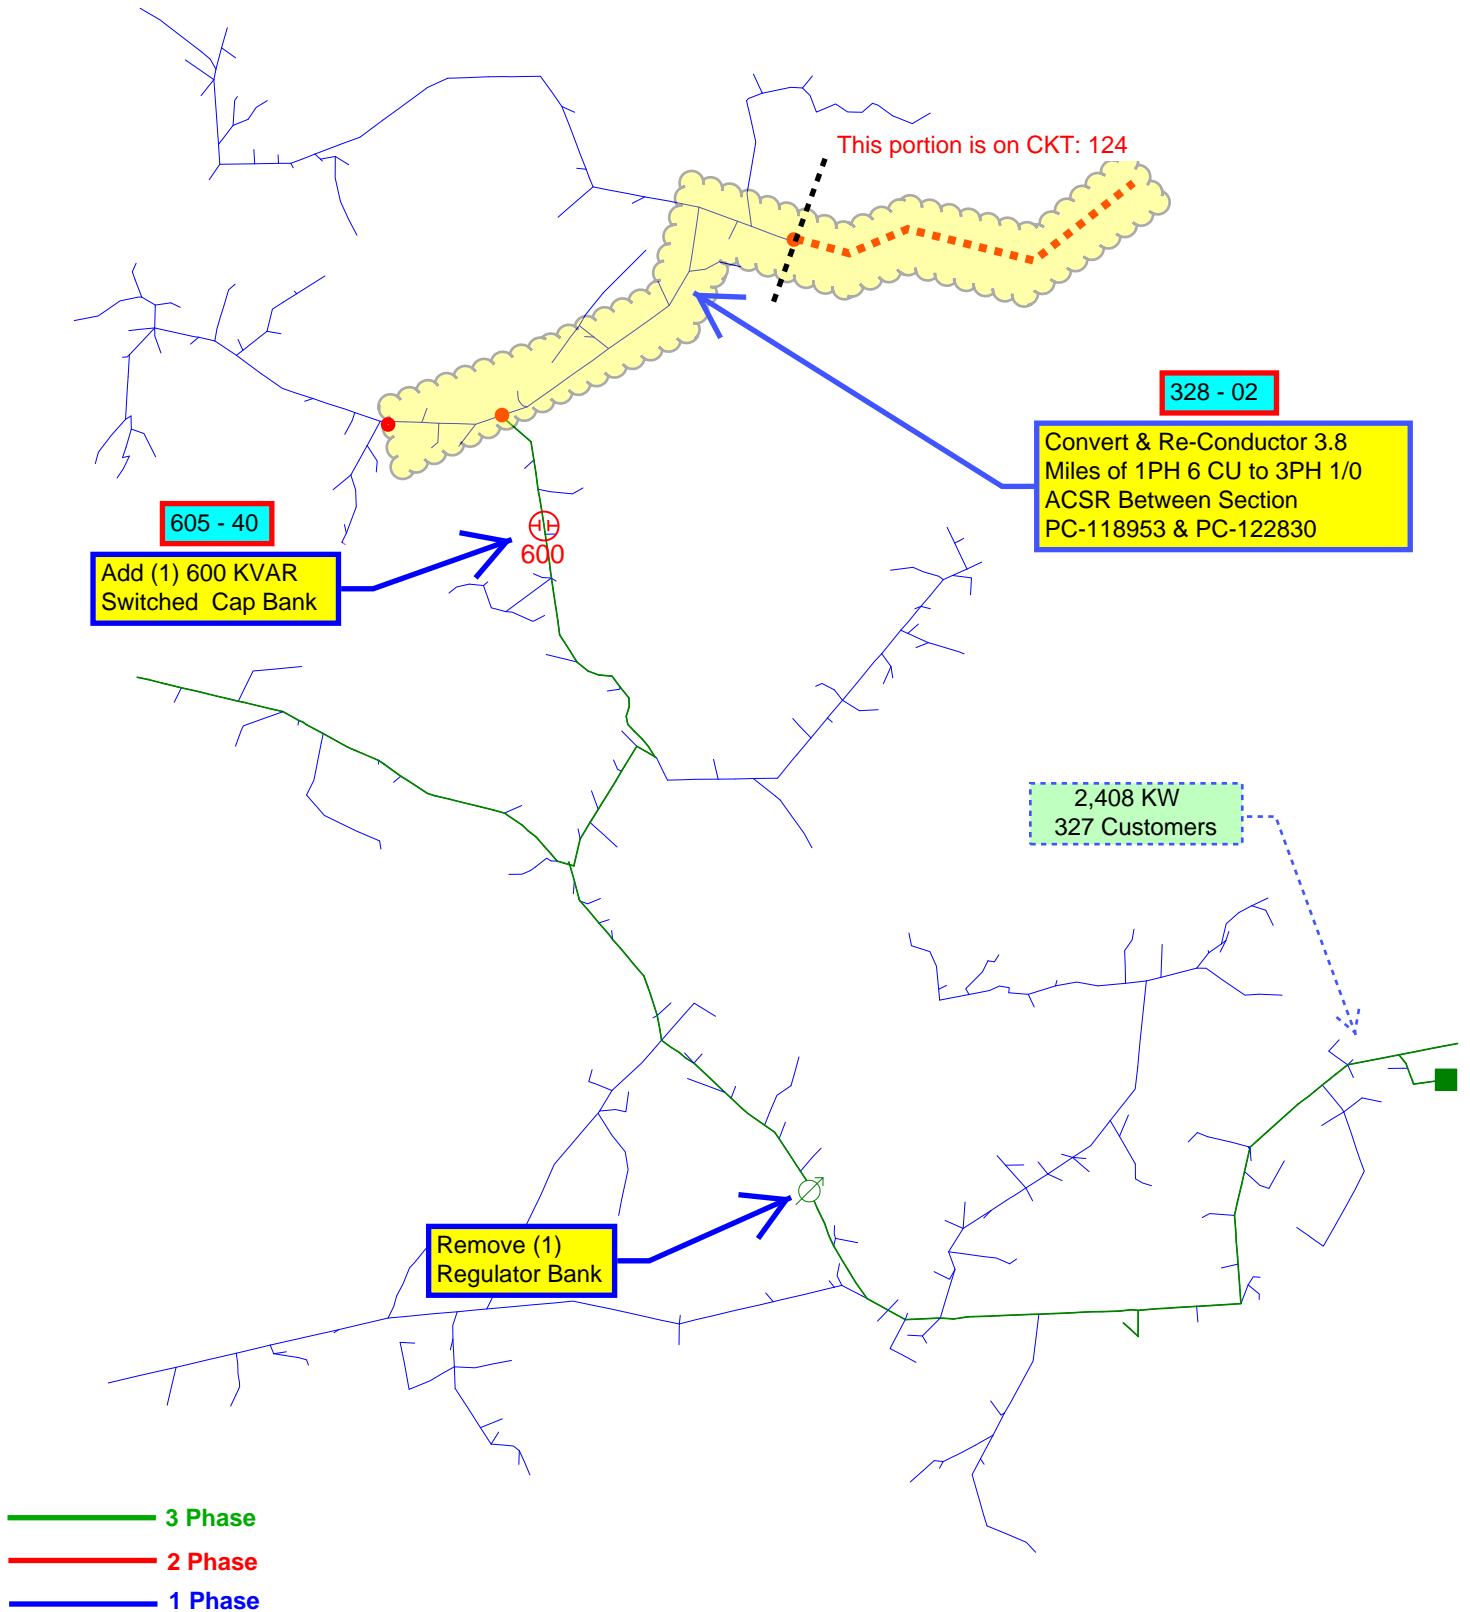 This portion is on CKT: 124
328 - 02
Convert & Re-Conductor 3.8
Miles of 1PH 6 CU to 3PH 1/0
ACSR Between Section
PC-118953 & PC-122830
605 - 40
600
Add (1) 600 KVAR
Switched Cap Bank
2,408 KW
327 Customers
Remove (1)
Regulator Bank
3 Phase
2 Phase
1 Phase